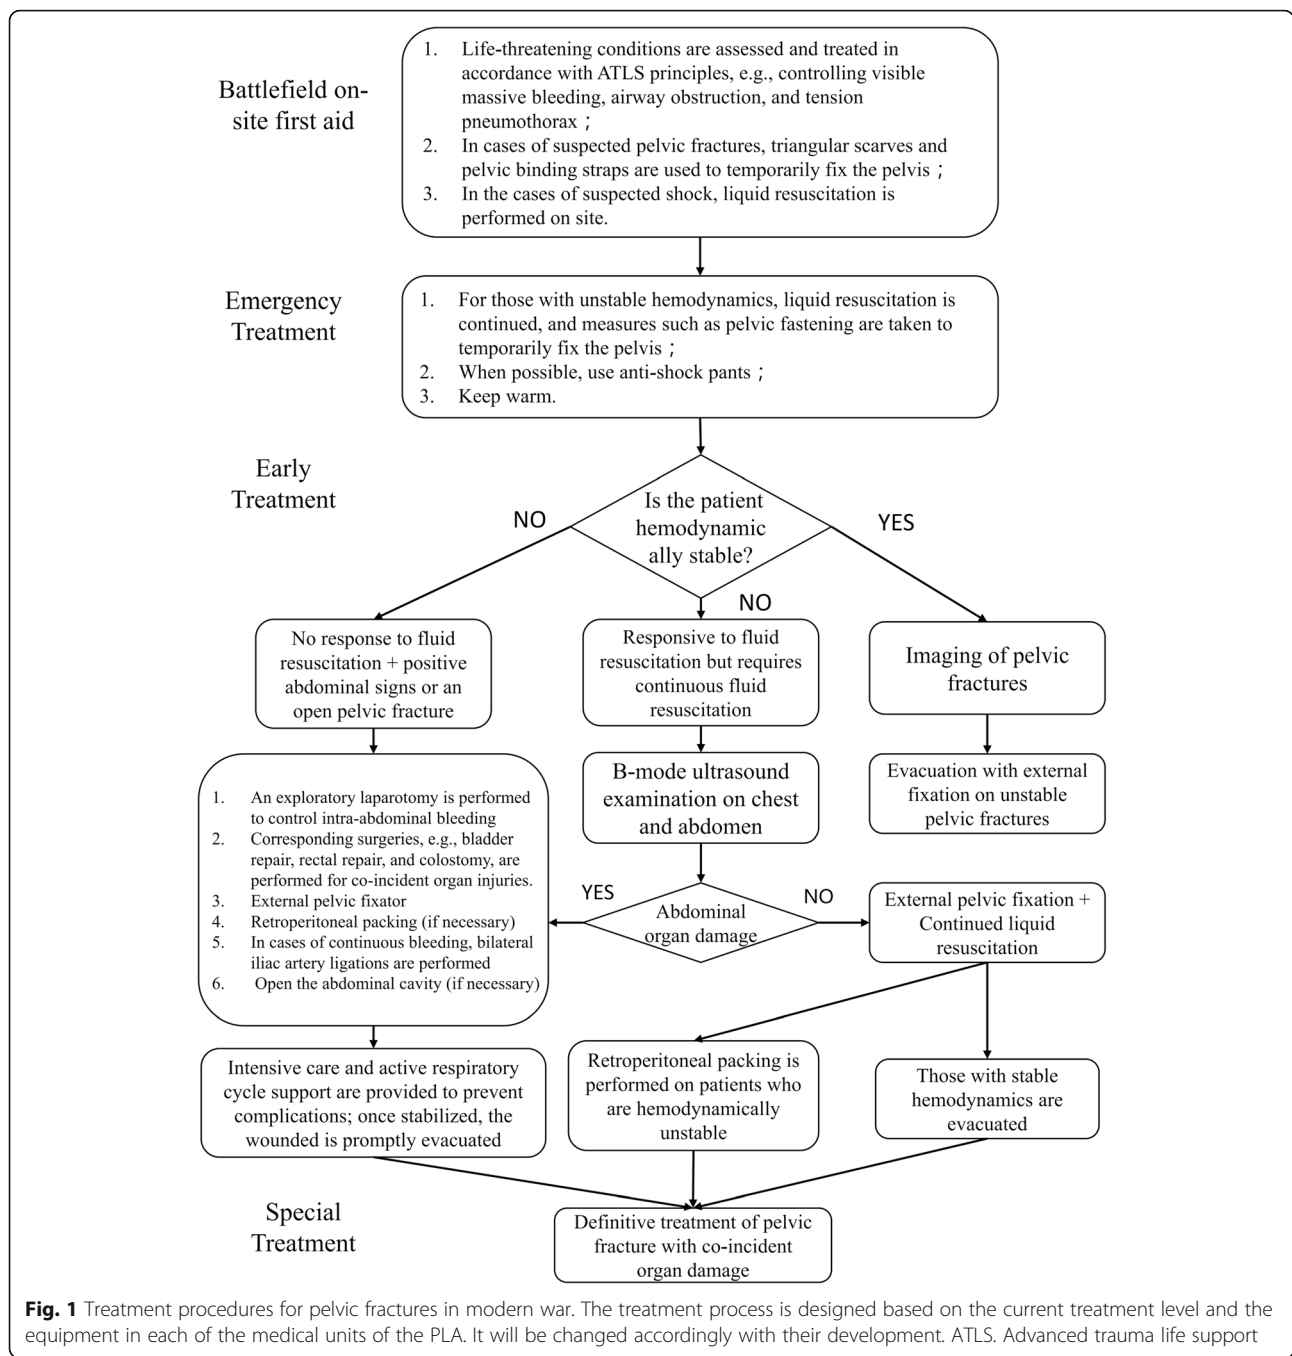 Battlefield on-
site first aid
1. Life-threatening conditions are assessed and treated in
accordance with ATLS principles, e.g., controlling visible
massive bleeding, airway obstruction, and tension
pneumothorax ;
2. In cases of suspected pelvic fractures, triangular scarves and
pelvic binding straps are used to temporarily fix the pelvis ;
3. In the cases of suspected shock, liquid resuscitation is
performed on site.
Emergency
Treatment
1. For those with unstable hemodynamics, liquid resuscitation is
continued, and measures such as pelvic fastening are taken to
temporarily fix the pelvis ;
2. When possible, use anti-shock pants ;
3. Keep warm.
Early
Treatment
Is the patient
hemodynamic
ally stable?
NO
YES
NO
No response to fluid
resuscitation + positive
abdominal signs or an
open pelvic fracture
Responsive to fluid
resuscitation but requires
continuous fluid
resuscitation
Imaging of pelvic
fractures
1. An exploratory laparotomy is performed
to control intra-abdominal bleeding
2. Corresponding surgeries, e.g., bladder
repair, rectal repair, and colostomy, are
performed for co-incident organ injuries.
3. External pelvic fixator
4. Retroperitoneal packing (if necessary)
5. In cases of continuous bleeding, bilateral
iliac artery ligations are performed
6. Open the abdominal cavity (if necessary)
B-mode ultrasound
examination on chest
and abdomen
Evacuation with external
fixation on unstable
pelvic fractures
YES
Abdominal
organ damage
NO
External pelvic fixation +
Continued liquid
resuscitation
Intensive care and active respiratory
cycle support are provided to prevent
complications; once stabilized, the
wounded is promptly evacuated
Retroperitoneal packing is
performed on patients who
are hemodynamically
unstable
Those with stable
hemodynamics are
evacuated
Special
Treatment
Definitive treatment of pelvic
fracture with co-incident
organ damage
Fig. 1 Treatment procedures for pelvic fractures in modern war. The treatment process is designed based on the current treatment level and the
equipment in each of the medical units of the PLA. It will be changed accordingly with their development. ATLS. Advanced trauma life support